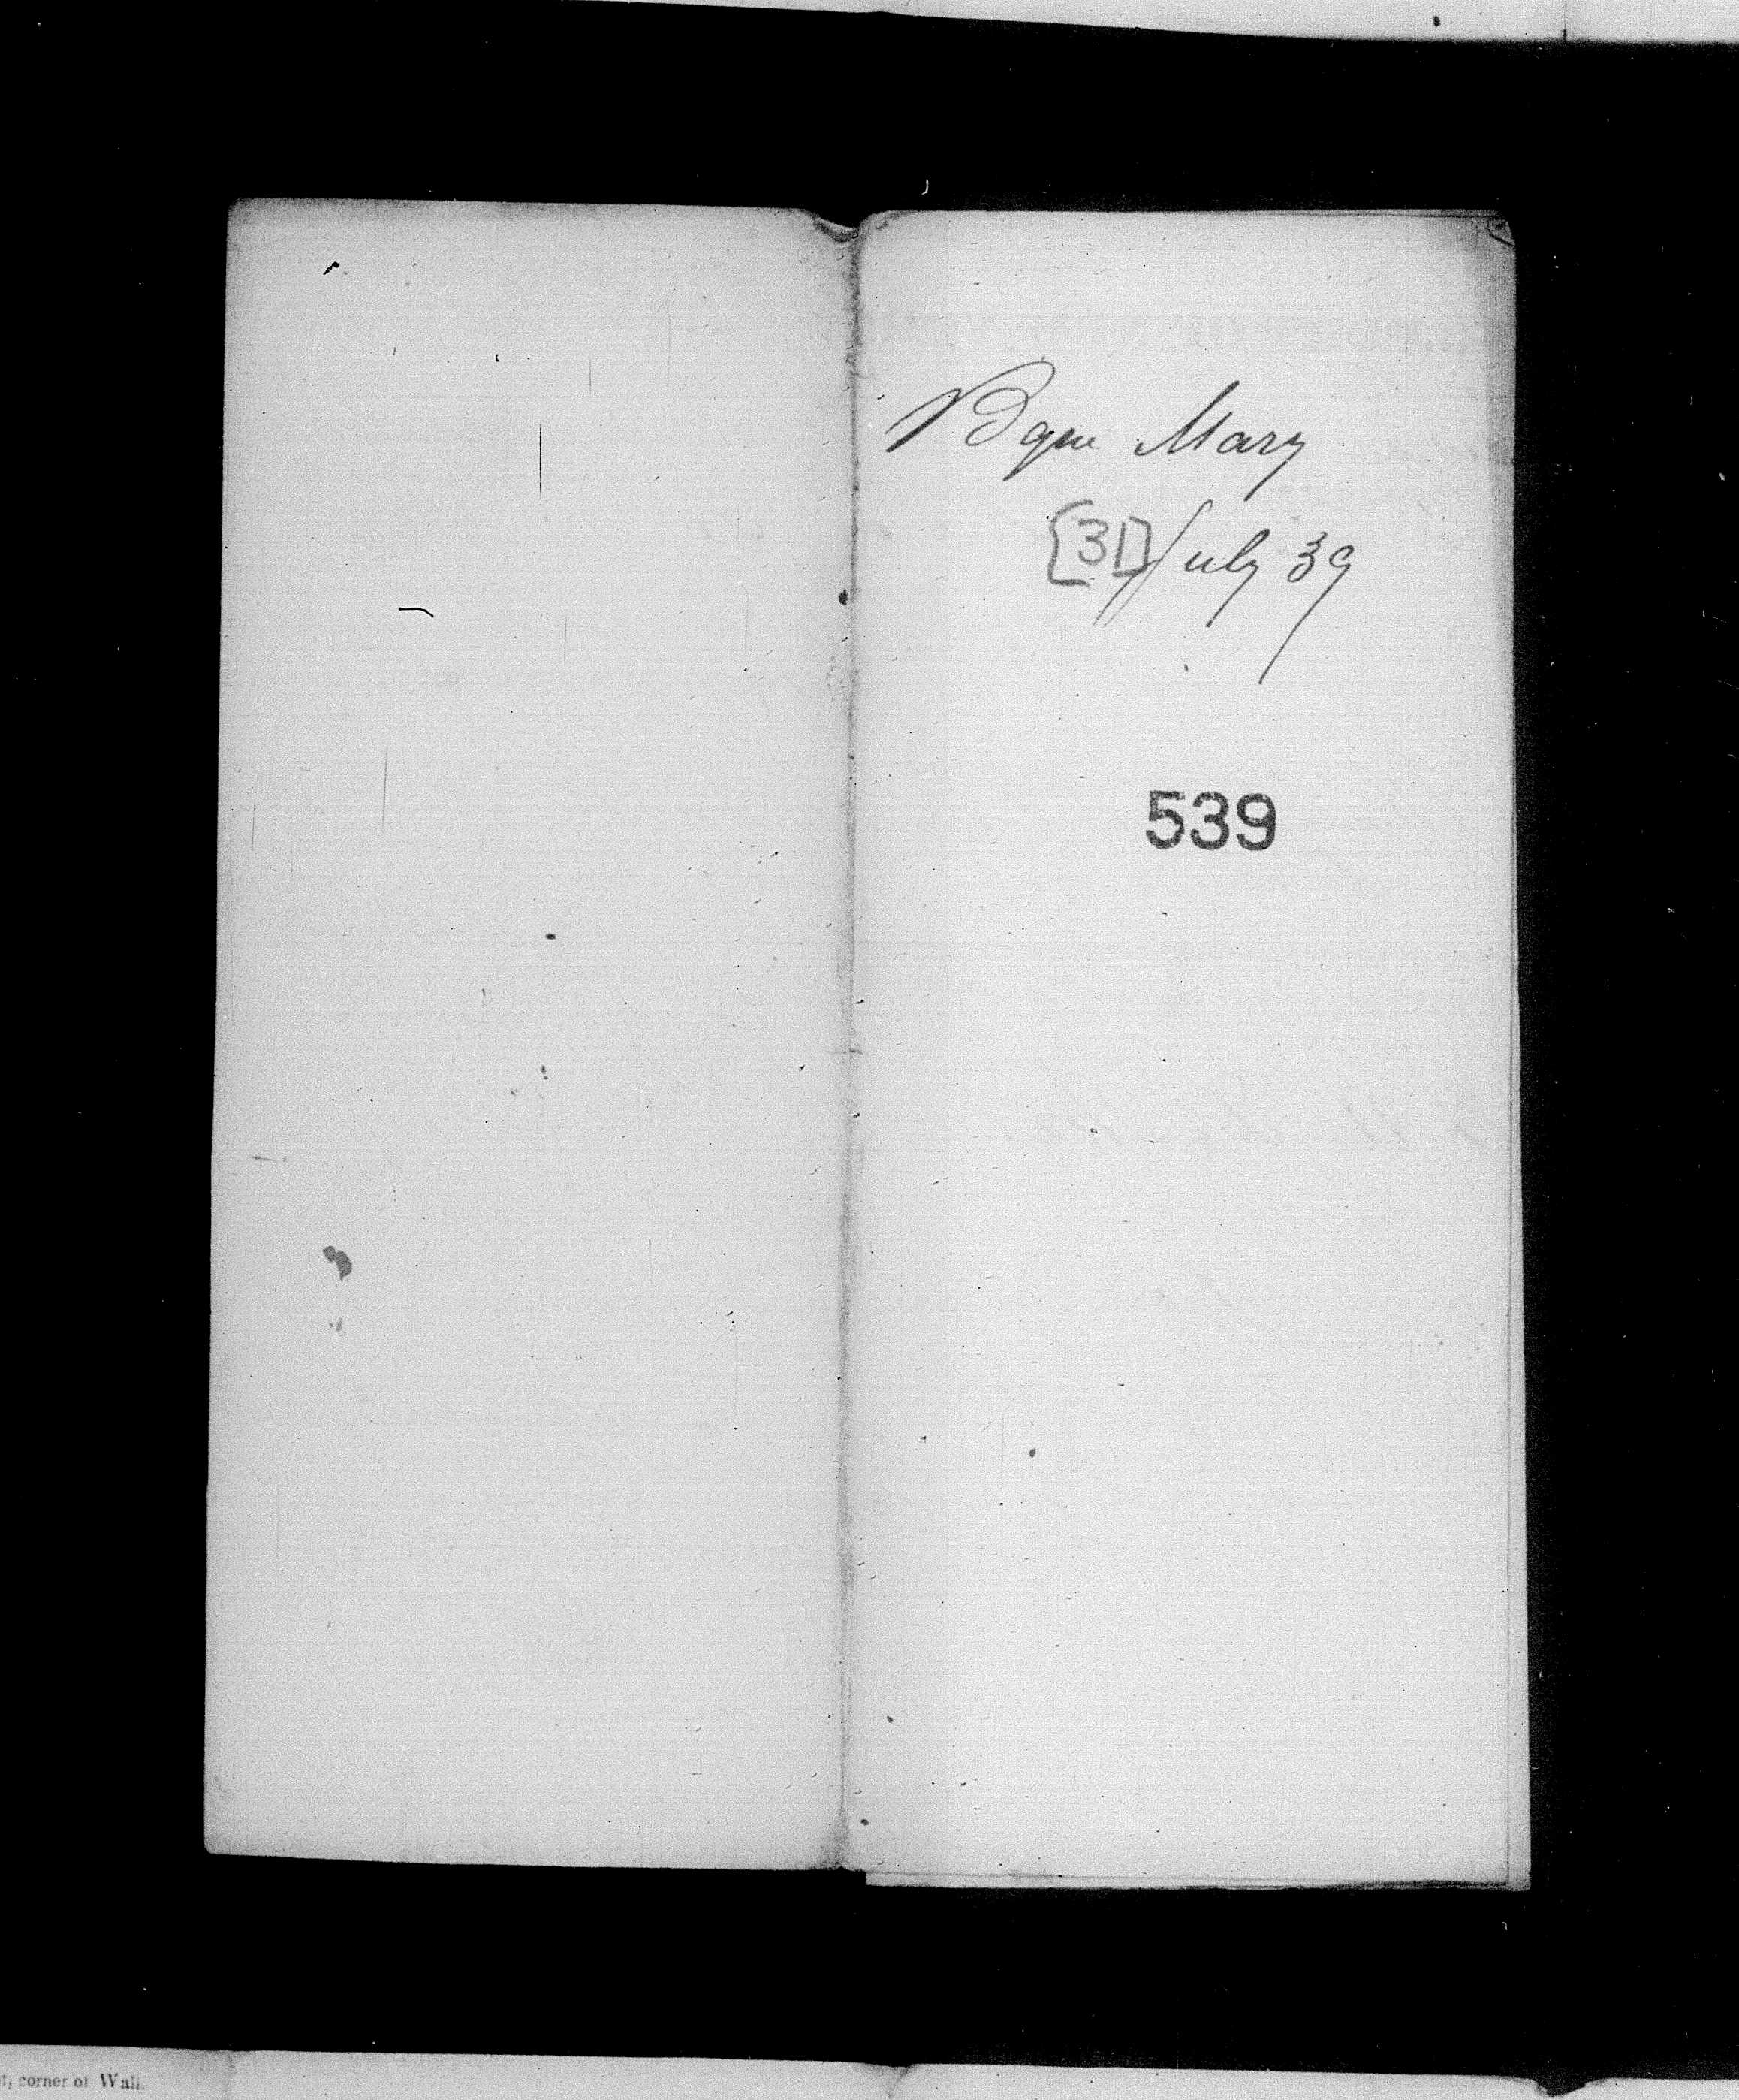 Bque Mary
[31] July 39
539
corner of Wall.